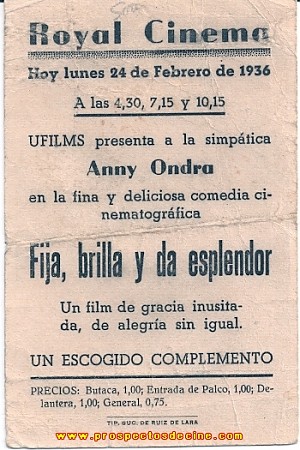 Royal Cinema
Hoy lunes 24 de Febrero de 1936
A las 4,30, 7,15 y 10,15
UFILMS presenta a la simpática
Anny Ondra
en la fina y deliciosa comedia ci-
nematográfica
Fija, brilla y da esplendor
Un film de gracia inusita-
da, de alegría sin igual.
UN ESCOGIDO COMPLEMENTO
PRECIOS: Butaca, 1,00; Entrada de Palco, 1,00; De-
lantera, 1,00; General, 0,75.
TIP. SUC. DE RUIZ DE LARA
www.prospectosdecine.com